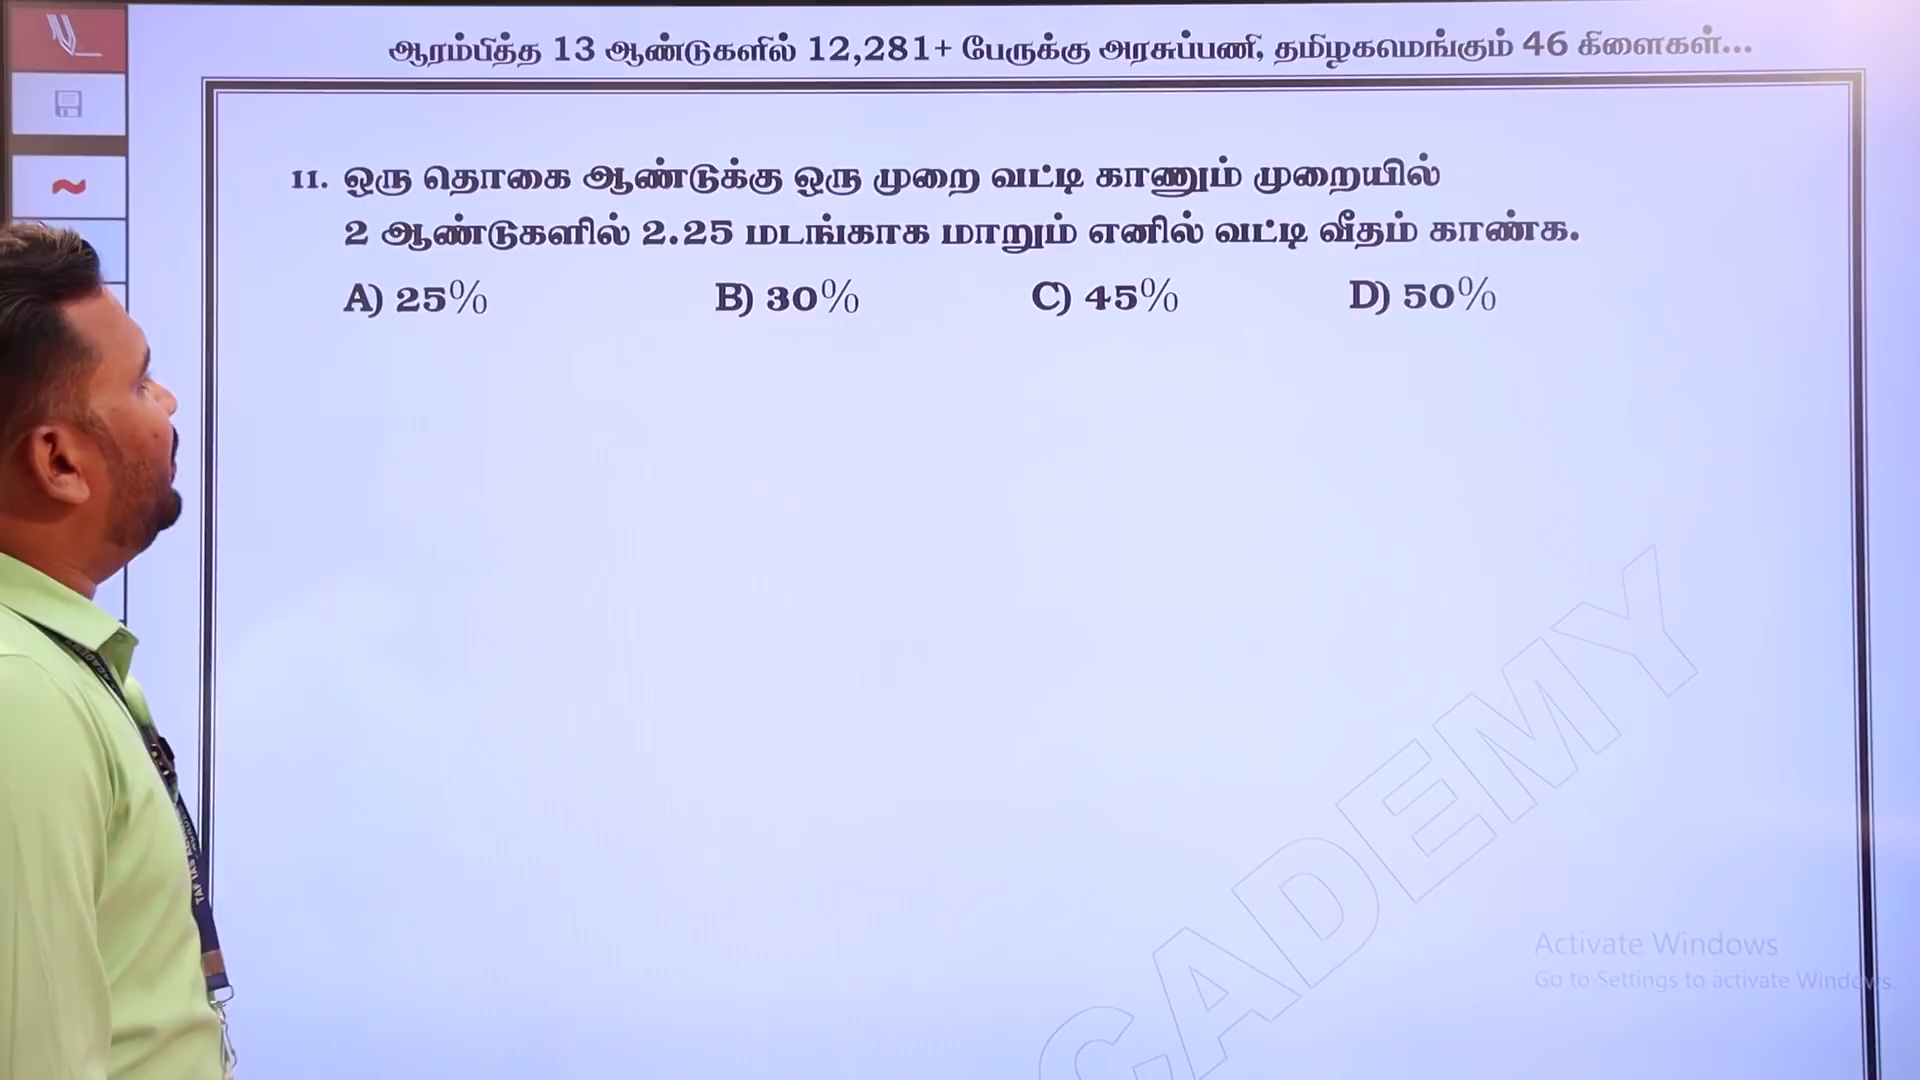 ஆரம்பித்த 13 ஆண்டுகளில் 12,281+ பேருக்கு அரசுப்பணி, தமிழகமெங்கும் 46 கிளைகள்...
11. ஒரு தொகை ஆண்டுக்கு ஒரு முறை வட்டி காணும் முறையில்
2 ஆண்டுகளில் 2.25 மடங்காக மாறும் எனில் வட்டி வீதம் காண்க.
A) 25% B) 30% C) 45% D) 50%
CADEMY
Activate Windows
Go to Settings to activate Windows.